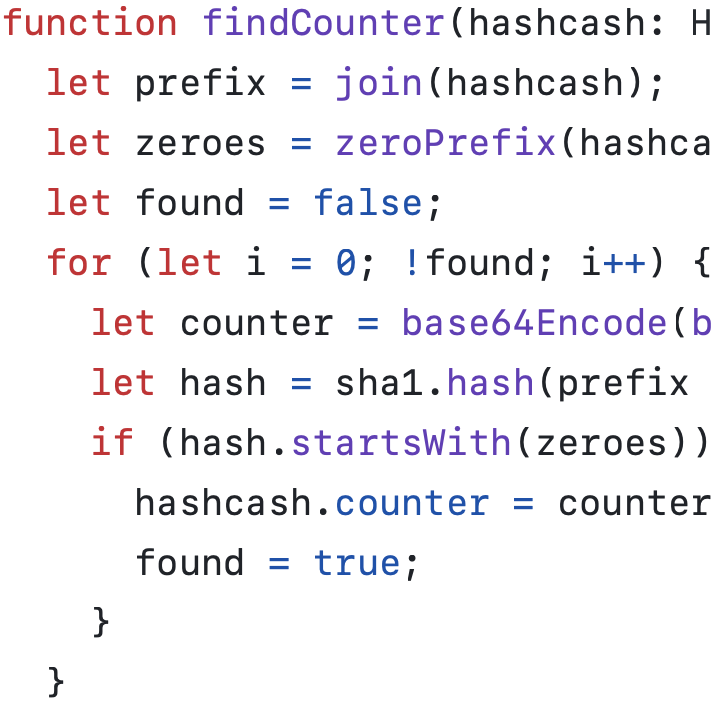 function findCounter(hashcash: H
let prefix = join(hashcash);
let zeroes = zeroPrefix(hashca
let found = false;
for (let i = 0; !found; i++) {
let counter = base64Encode(b
let hash = sha1.hash(prefix
if (hash.startsWith(zeroes))
hashcash.counter = counter
found = true;
}
}